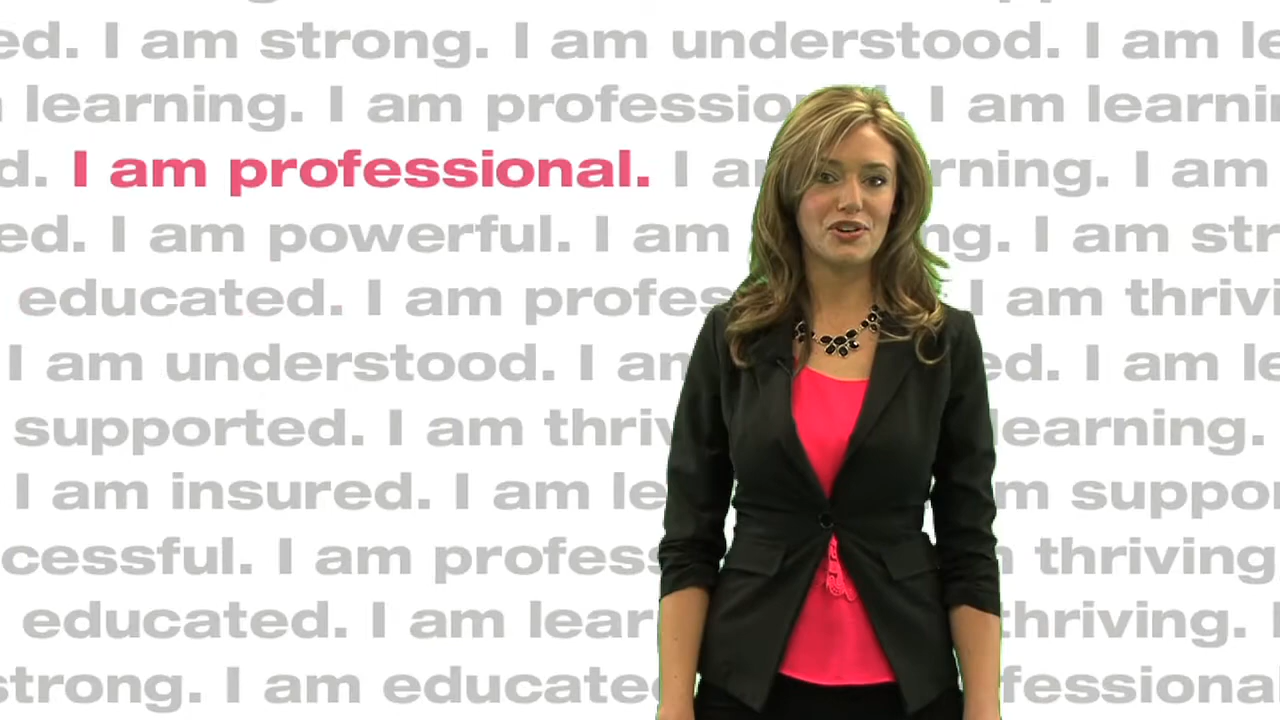 ed. I am strong. I am understood. I am le
learning. I am professio . I am learnin
d. I am professional. I a rning. I am
ed. I am powerful. I am ng. I am str
educated. I am profes I am thrivi
I am understood. I am ed. I am le
supported. I am thriv learning.
I am insured. I am le m suppor
cessful. I am profess thriving
educated. I am lear thriving.
strong. I am educate fessional